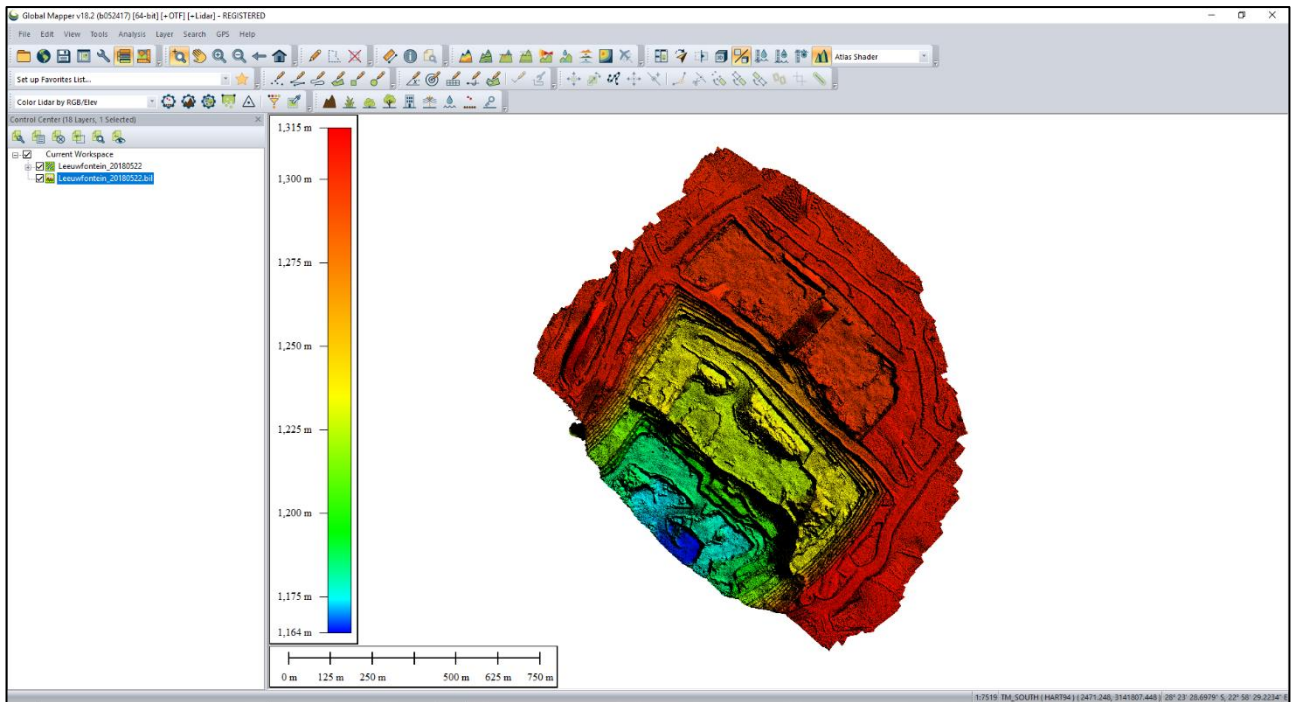 Global Mapper v18.2 (b052417) [64-bit] [+OTF] [+Lidar] - REGISTERED
File Edit View Tools Analysis Layer Search GPS Help
Atlas Shader
Set up Favorites List...
Color Lidar by RGB/Elev
Control Center (18 Layers, 1 Selected)
Current Workspace
Leeuwfontein_20180522
Leeuwfontein_20180522.bil
1,315 m
1,300 m
1,275 m
1,250 m
1,225 m
1,200 m
1,175 m
1,164 m
0 m 125 m 250 m 500 m 625 m 750 m
1:7519 TM_SOUTH ( HART94 ) ( 2471.248, 3141807.448 ) 28° 23' 28.6979" S, 22° 58' 29.2234" E